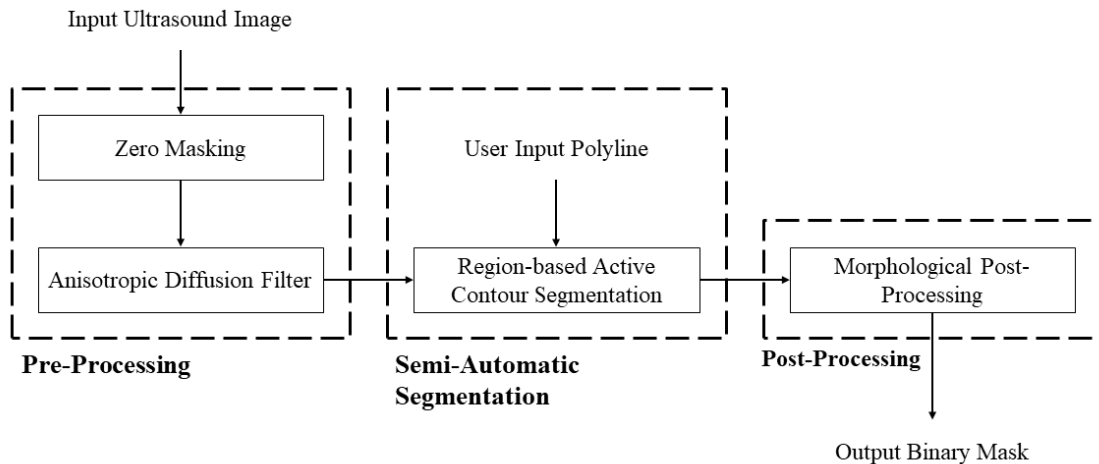 Input Ultrasound Image
Zero Masking
Anisotropic Diffusion Filter
Pre-Processing
User Input Polyline
Region-based Active
Contour Segmentation
Semi-Automatic
Segmentation
Morphological Post-
Processing
Post-Processing
Output Binary Mask